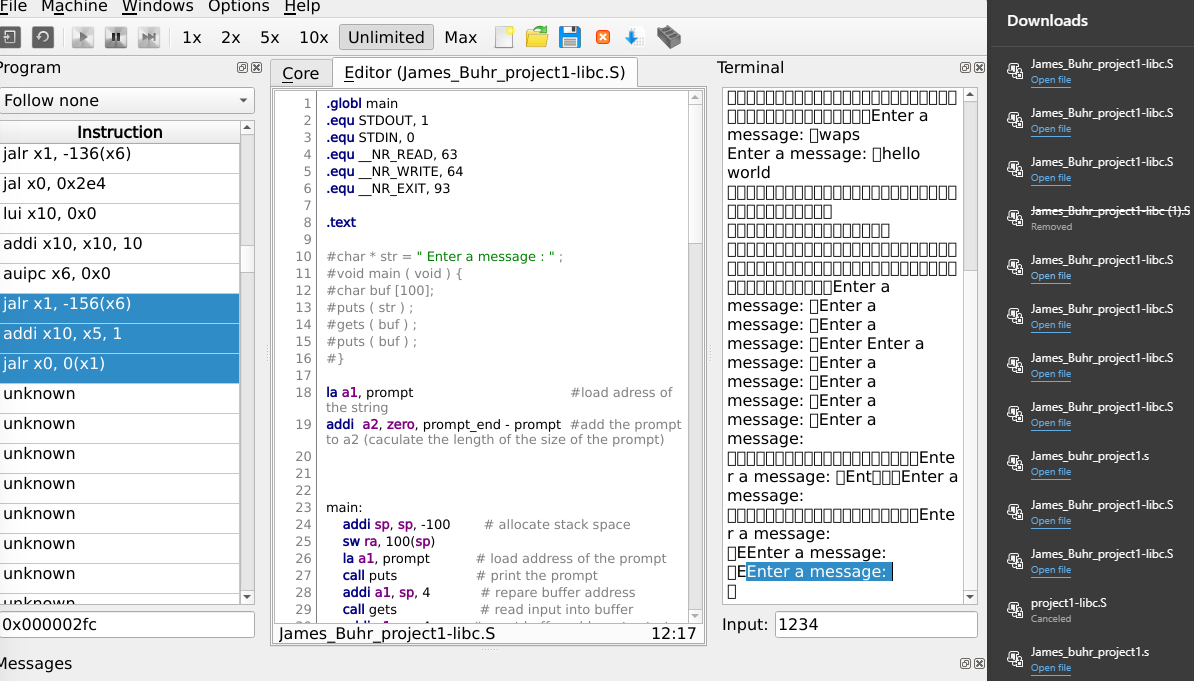 File Machine Windows Options Help
1x 2x 5x 10x Unlimited Max
Program
Follow none
Instruction
jalr x1, -136(x6)
jal x0, 0x2e4
lui x10, 0x0
addi x10, x10, 10
auipc x6, 0x0
jalr x1, -156(x6)
addi x10, x5, 1
jalr x0, 0(x1)
unknown
unknown
unknown
unknown
unknown
unknown
unknown
unknown
0x000002fc
Messages
Core
Editor (James_Buhr_project1-libc.S)
1 .globl main
2 .equ STDOUT, 1
3 .equ STDIN, 0
4 .equ __NR_READ, 63
5 .equ __NR_WRITE, 64
6 .equ __NR_EXIT, 93
7
8 .text
9
10 #char * str = " Enter a message : " ;
11 #void main ( void ) {
12 #char buf [100];
13 #puts ( str ) ;
14 #gets ( buf ) ;
15 #puts ( buf ) ;
16 #}
17
18 la a1, prompt #load adress of
the string
19 addi a2, zero, prompt_end - prompt #add the prompt
to a2 (caculate the length of the size of the prompt)
20
21
22
23 main:
24 addi sp, sp, -100 # allocate stack space
25 sw ra, 100(sp)
26 la a1, prompt # load address of the prompt
27 call puts # print the prompt
28 addi a1, sp, 4 # repare buffer address
29 call gets # read input into buffer
James_Buhr_project1-libc.S 12:17
Terminal
Enter a
message: waps
Enter a message: hello
world
Enter a
message: Enter a
message: Enter a
message: Enter Enter a
message: Enter a
message: Enter a
message: Enter a
message: Enter a
message:
Ente
r a message: EntEnter a
message:
Ente
r a message:
EEnter a message:
EEnter a message:
Input: 1234
Downloads
James_Buhr_project1-libc.S
Open file
James_Buhr_project1-libc.S
Open file
James_Buhr_project1-libc.S
Open file
James_Buhr_project1-libc (1).S
Removed
James_Buhr_project1-libc.S
Open file
James_Buhr_project1-libc.S
Open file
James_Buhr_project1-libc.S
Open file
James_Buhr_project1-libc.S
Open file
James_buhr_project1.s
Open file
James_Buhr_project1-libc.S
Open file
James_Buhr_project1-libc.S
Open file
project1-libc.S
Canceled
James_buhr_project1.s
Open file